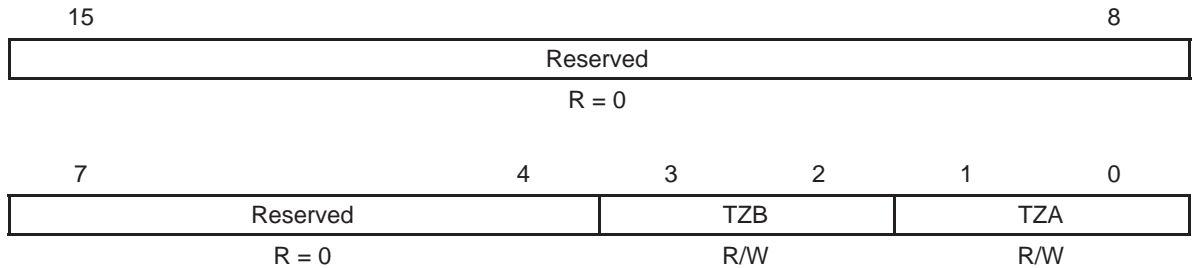 15 8
Reserved
R = 0
7 4 3 2 1 0
Reserved TZB TZA
R = 0 R/W R/W